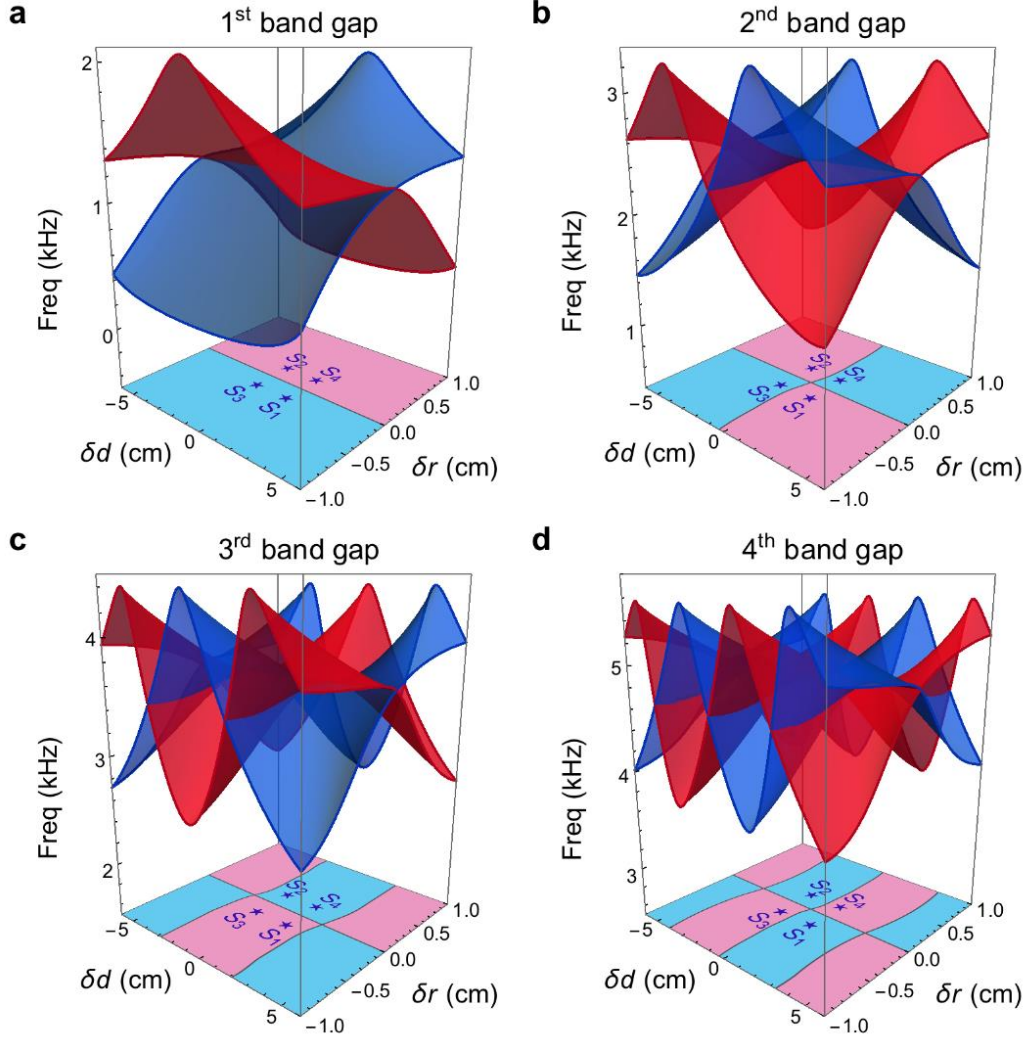 a
1st band gap
2
1
0
Freq (kHz)
S2
S4
S3
S1
−5
0
5
δd (cm)
1.0
0.5
0.0
−0.5
−1.0
δr (cm)
b
2nd band gap
3
2
1
Freq (kHz)
S2
S4
S3
S1
−5
0
5
δd (cm)
1.0
0.5
0.0
−0.5
−1.0
δr (cm)
c
3rd band gap
4
3
2
Freq (kHz)
S2
S4
S3
S1
−5
0
5
δd (cm)
1.0
0.5
0.0
−0.5
−1.0
δr (cm)
d
4th band gap
5
4
3
Freq (kHz)
S2
S4
S3
S1
−5
0
5
δd (cm)
1.0
0.5
0.0
−0.5
−1.0
δr (cm)